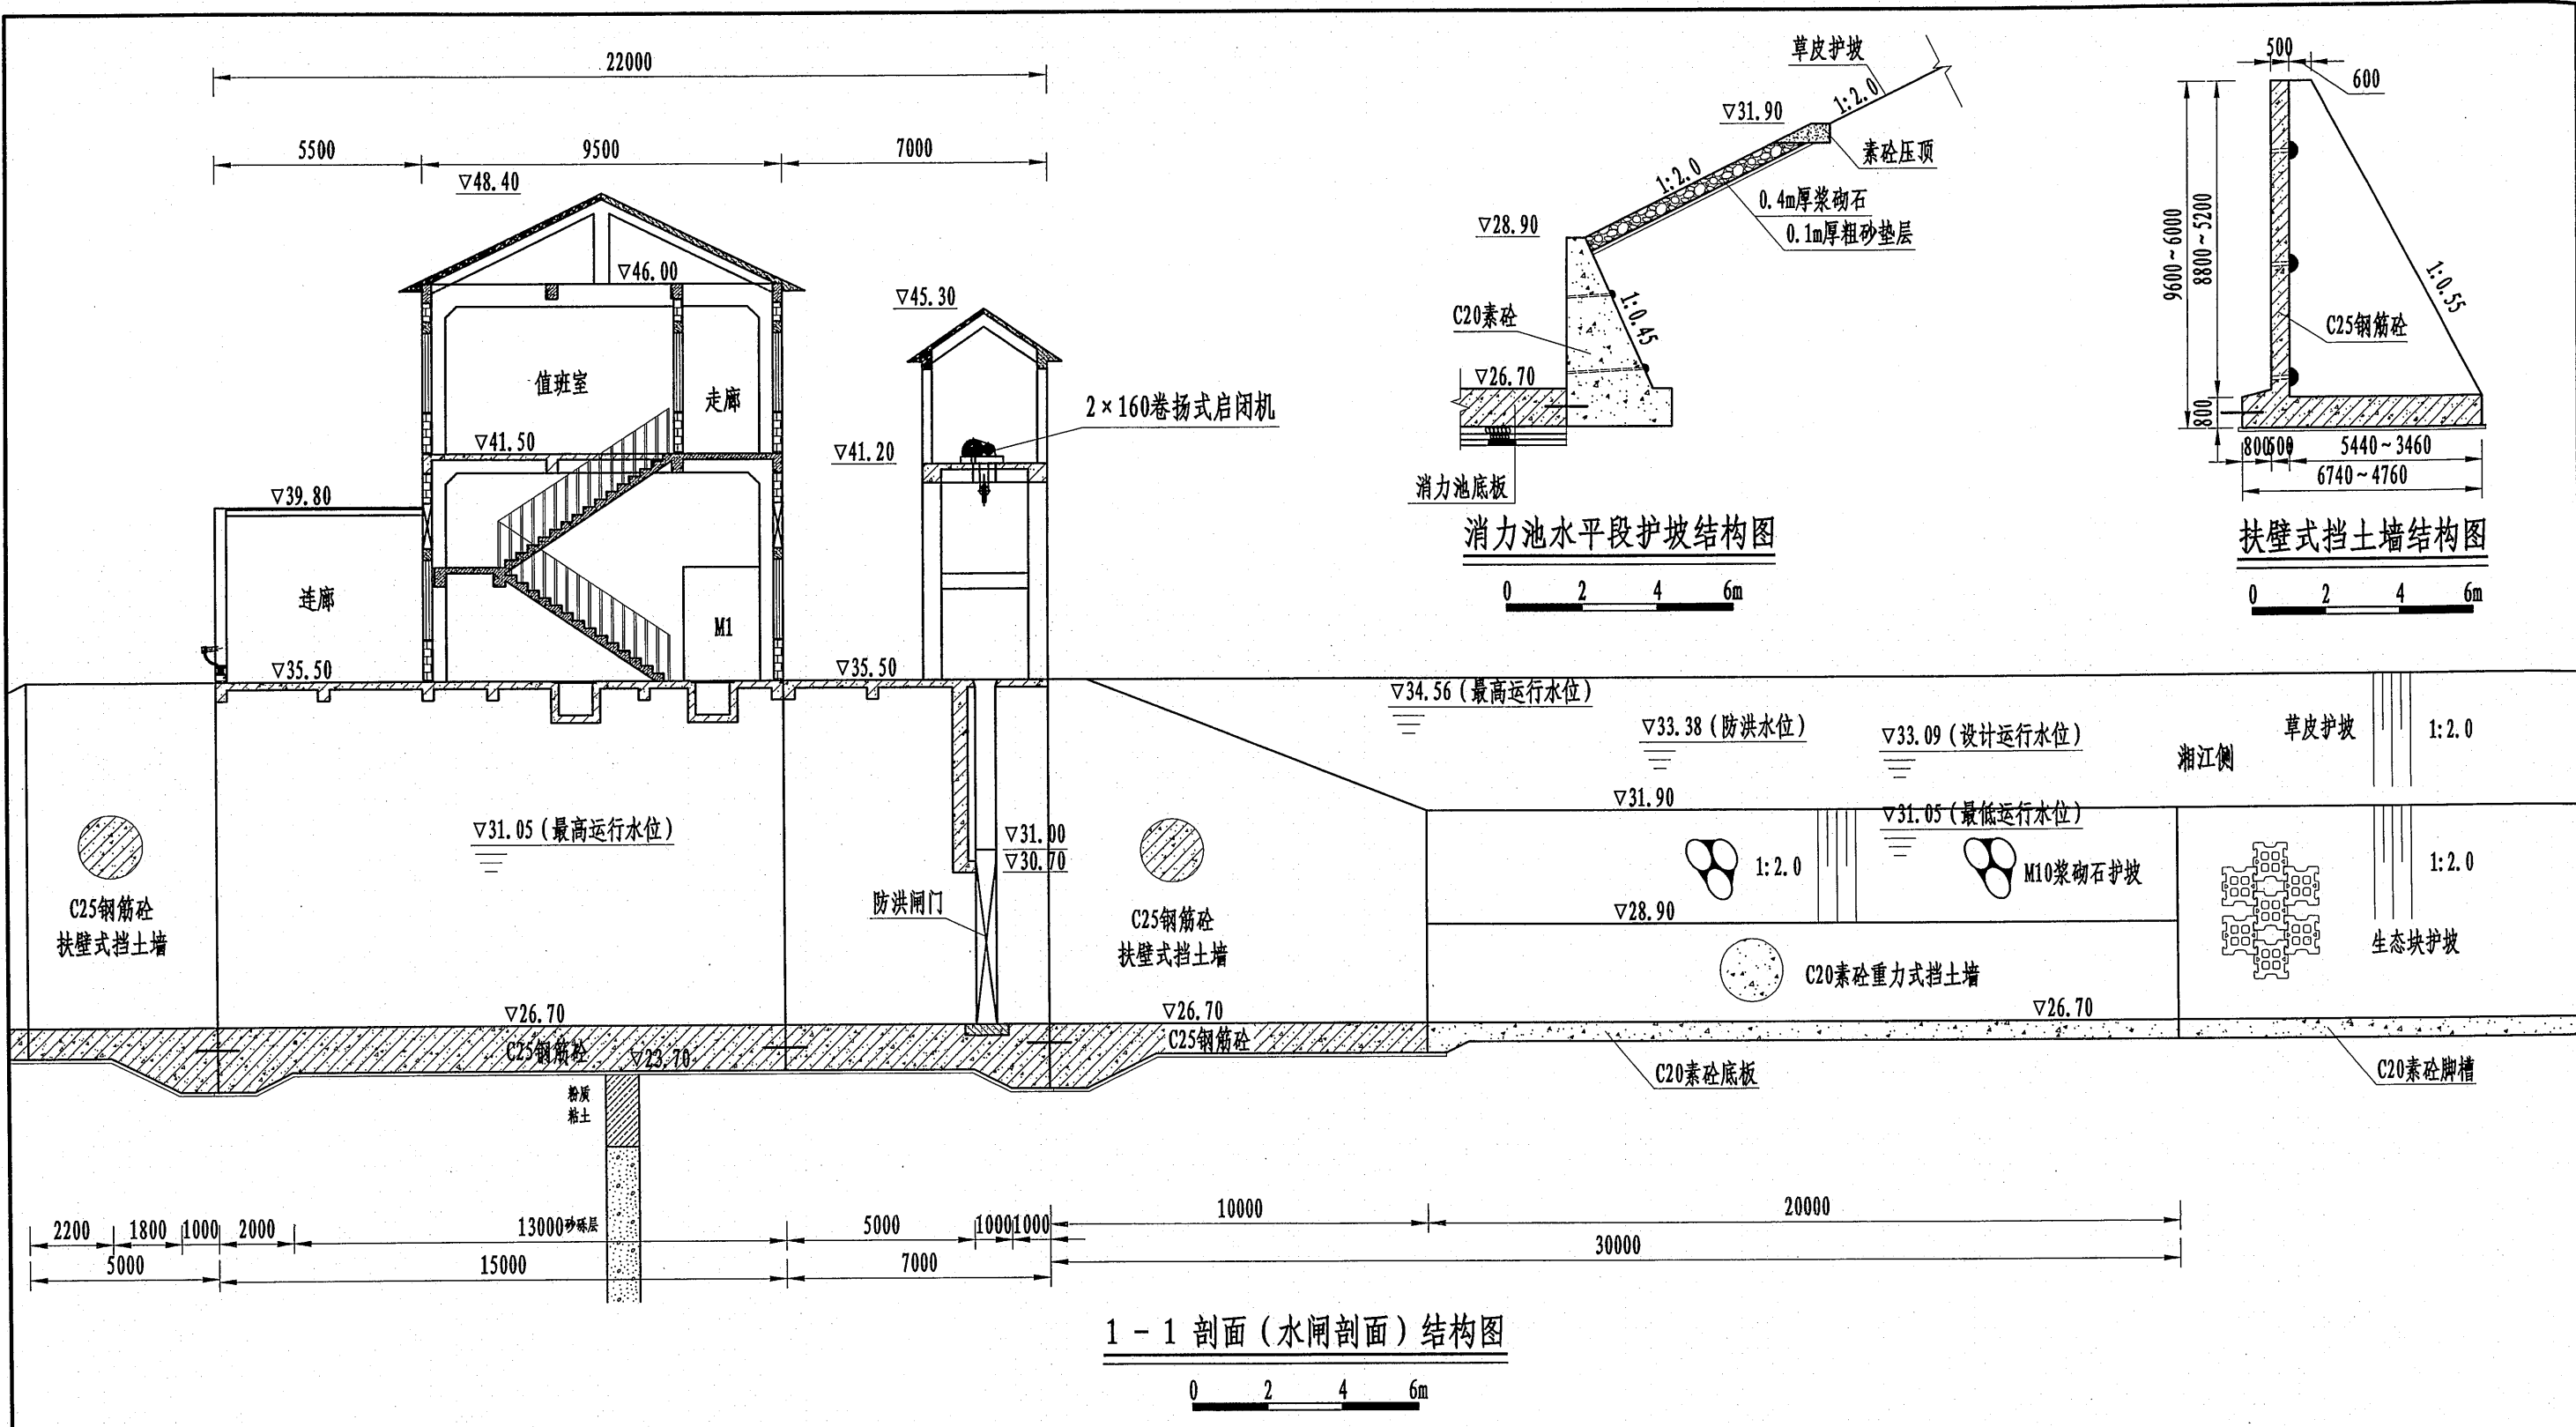 22000
5500
9500
7000
▽48.40
▽46.00
▽45.30
值班室
走廊
2×160卷扬式启闭机
▽41.50
▽41.20
▽39.80
连廊
M1
▽35.50
▽35.50
草皮护坡
▽31.90
1:2.0
素砼压顶
1:2.0
0.4m厚浆砌石
0.1m厚粗砂垫层
▽28.90
C20素砼
1:0.45
▽26.70
消力池底板
消力池水平段护坡结构图
0 2 4 6m
500
600
9600~6000
8800~5200
1:0.55
C25钢筋砼
800
800
500
5440~3460
6740~4760
扶壁式挡土墙结构图
0 2 4 6m
▽34.56(最高运行水位)
▽33.38(防洪水位)
▽33.09(设计运行水位)
湘江侧
草皮护坡
1:2.0
▽31.90
▽31.05(最低运行水位)
▽31.05(最高运行水位)
▽31.00
▽30.70
防洪闸门
1:2.0
M10浆砌石护坡
1:2.0
C25钢筋砼
扶壁式挡土墙
C25钢筋砼
扶壁式挡土墙
▽28.90
生态块护坡
C20素砼重力式挡土墙
▽26.70
▽26.70
▽26.70
C25钢筋砼
▽23.70
C25钢筋砼
C20素砼底板
C20素砼脚槽
粉质
粘土
砂砾层
2200
1800
1000
2000
13000
5000
1000
1000
10000
20000
5000
15000
7000
30000
1-1 剖面(水闸剖面)结构图
0 2 4 6m